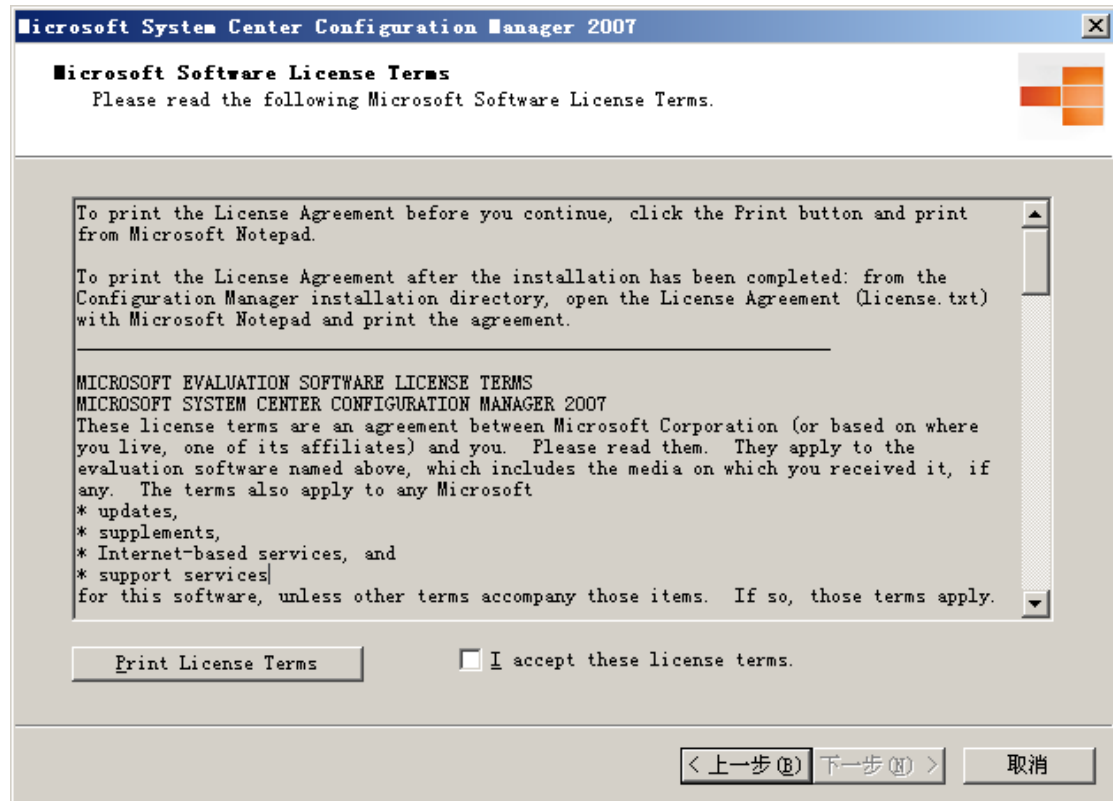 Microsoft System Center Configuration Manager 2007
Microsoft Software License Terms
Please read the following Microsoft Software License Terms.
To print the License Agreement before you continue, click the Print button and print
from Microsoft Notepad.
To print the License Agreement after the installation has been completed: from the
Configuration Manager installation directory, open the License Agreement (license.txt)
with Microsoft Notepad and print the agreement.
MICROSOFT EVALUATION SOFTWARE LICENSE TERMS
MICROSOFT SYSTEM CENTER CONFIGURATION MANAGER 2007
These license terms are an agreement between Microsoft Corporation (or based on where
you live, one of its affiliates) and you.  Please read them.  They apply to the
evaluation software named above, which includes the media on which you received it, if
any.  The terms also apply to any Microsoft
* updates,
* supplements,
* Internet-based services, and
* support services
for this software, unless other terms accompany those items.  If so, those terms apply.
Print License Terms
I accept these license terms.
< 上一步(B) 下一步(N) > 取消